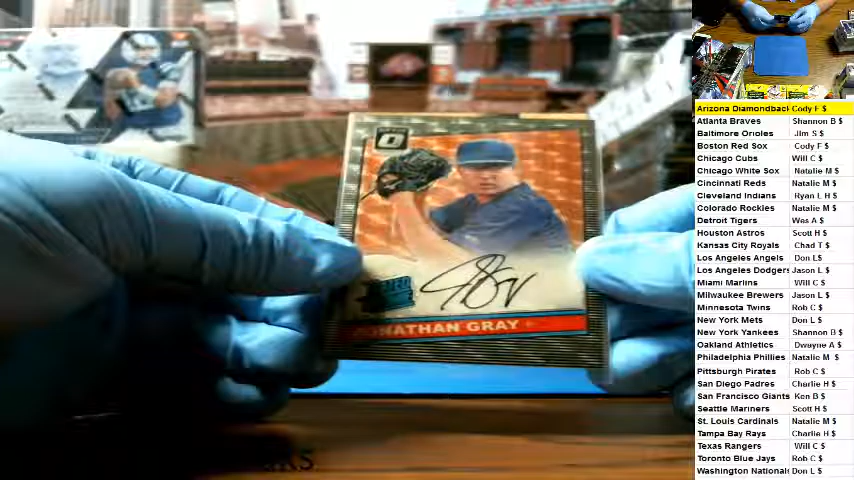 JONATHAN GRAY
Arizona Diamondback Cody F $
Atlanta Braves Shannon B $
Baltimore Orioles Jim S $
Boston Red Sox Cody F $
Chicago Cubs Will C $
Chicago White Sox Natalie M $
Cincinnati Reds Natalie M $
Cleveland Indians Ryan L H $
Colorado Rockies Natalie M $
Detroit Tigers Wes A $
Houston Astros Scott H $
Kansas City Royals Chad T $
Los Angeles Angels Don L$
Los Angeles Dodgers Jason L $
Miami Marlins Will C $
Milwaukee Brewers Jason L $
Minnesota Twins Rob C $
New York Mets Don L $
New York Yankees Shannon B $
Oakland Athletics Dwayne A $
Philadelphia Phillies Natalie M $
Pittsburgh Pirates Rob C $
San Diego Padres Charlie H $
San Francisco Giants Ken B $
Seattle Mariners Scott H $
St. Louis Cardinals Natalie M $
Tampa Bay Rays Charlie H $
Texas Rangers Will C $
Toronto Blue Jays Rob C $
Washington Nationals Don L $